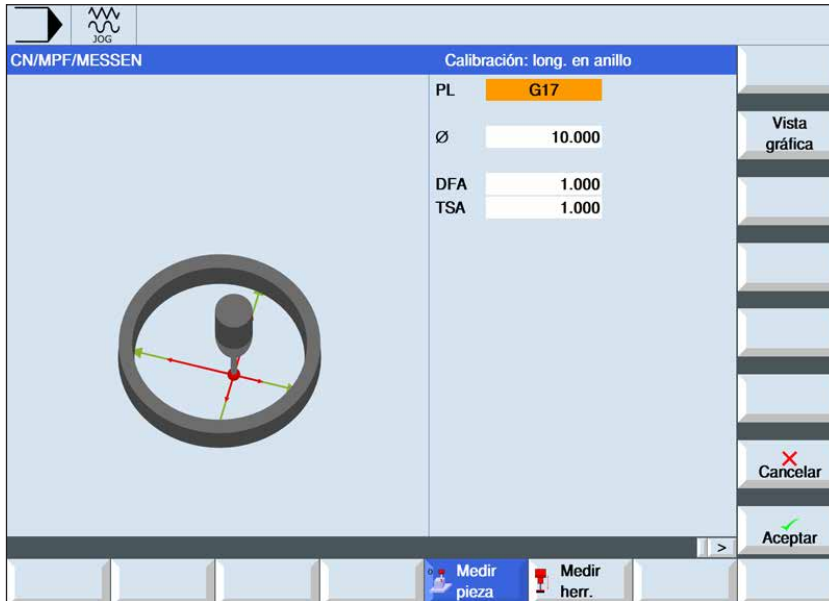 JOG
CN/MPF/MESSEN
Calibración: long. en anillo
PL G17
Ø 10.000
DFA 1.000
TSA 1.000
Vista
gráfica
Cancelar
Aceptar
>
Medir
pieza
Medir
herr.